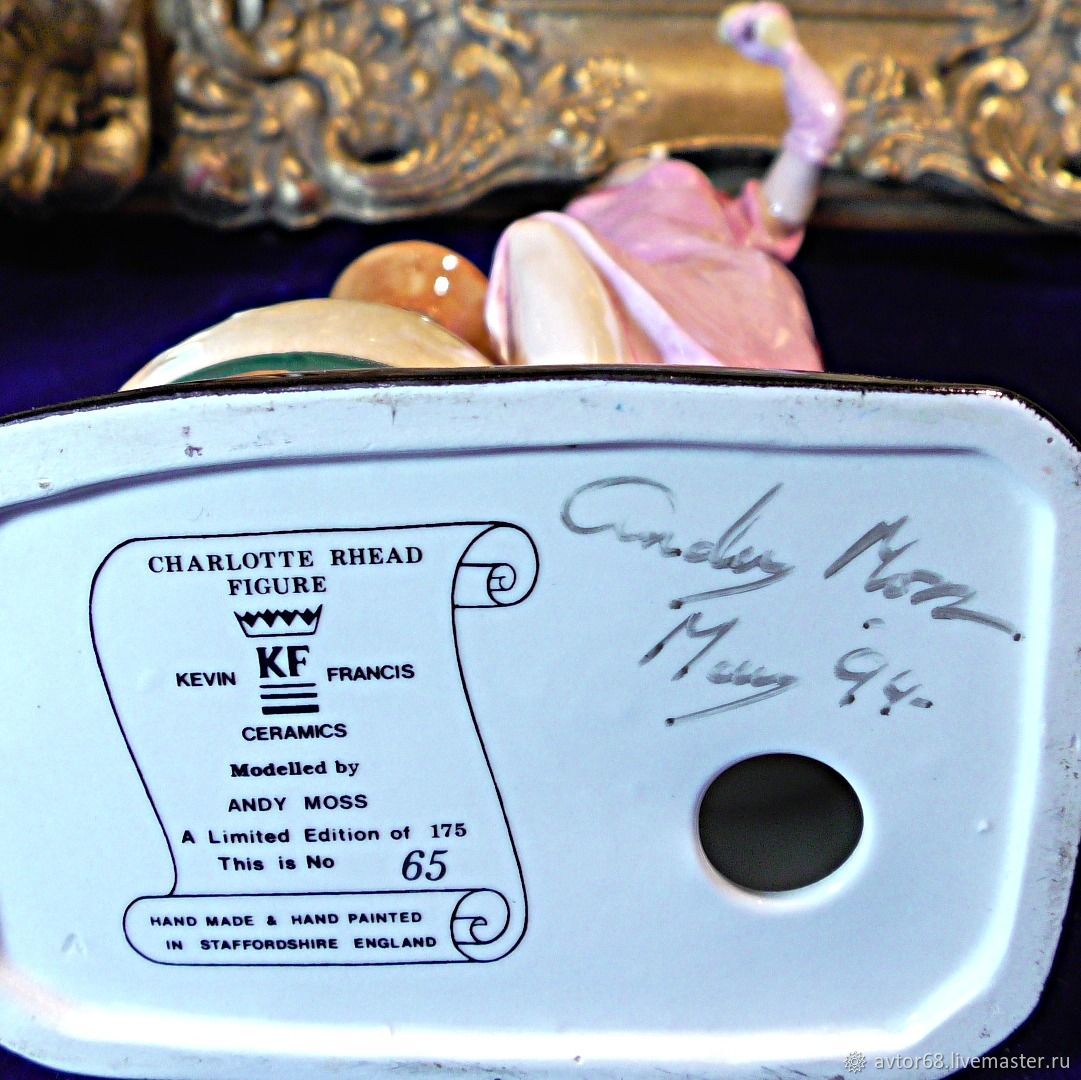 CHARLOTTE RHEAD
FIGURE
KEVIN KF FRANCIS
CERAMICS
Modelled by
ANDY MOSS
A Limited Edition of 175
This is No 65
HAND MADE & HAND PAINTED
IN STAFFORDSHIRE ENGLAND
Andy Moss
May 94.
avtor68.livemaster.ru